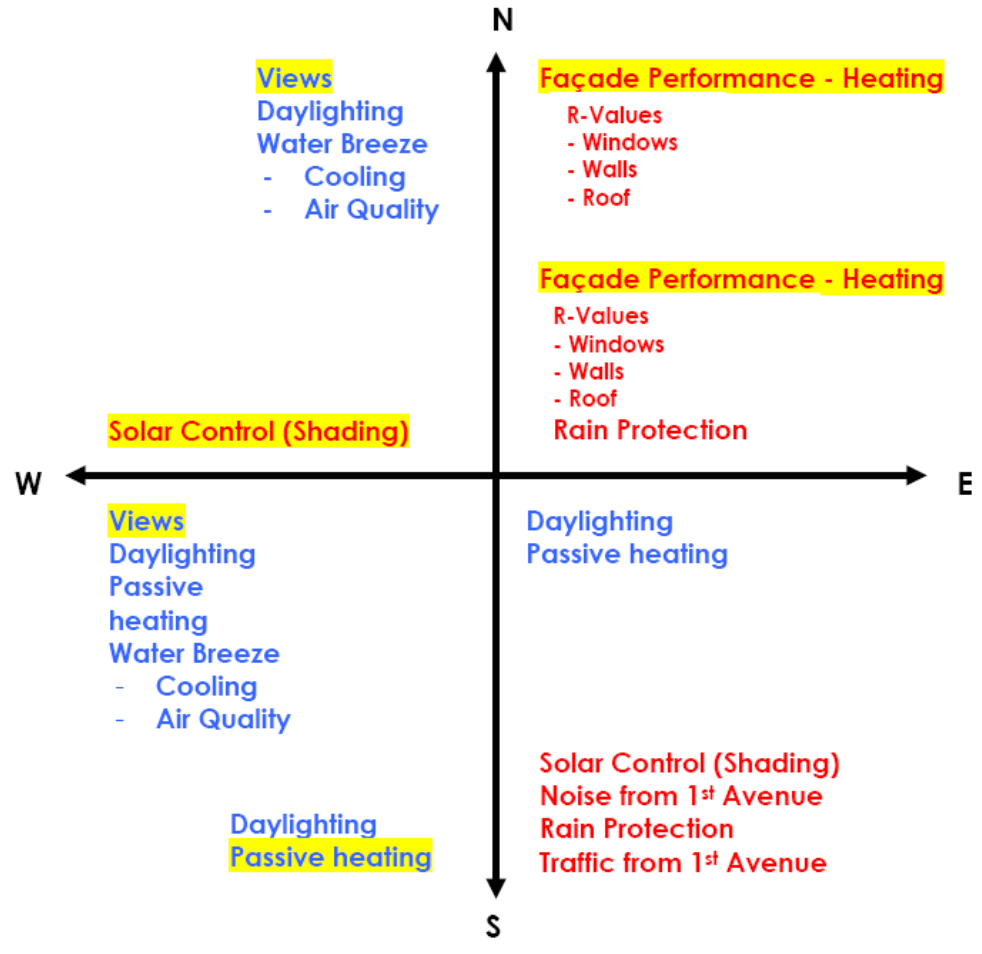 N
Views
Daylighting
Water Breeze
- Cooling
- Air Quality
Façade Performance - Heating
R-Values
- Windows
- Walls
- Roof
Façade Performance - Heating
R-Values
- Windows
- Walls
- Roof
Rain Protection
Solar Control (Shading)
W
E
Views
Daylighting
Passive
heating
Water Breeze
- Cooling
- Air Quality
Daylighting
Passive heating
Daylighting
Passive heating
Solar Control (Shading)
Noise from 1st Avenue
Rain Protection
Traffic from 1st Avenue
S